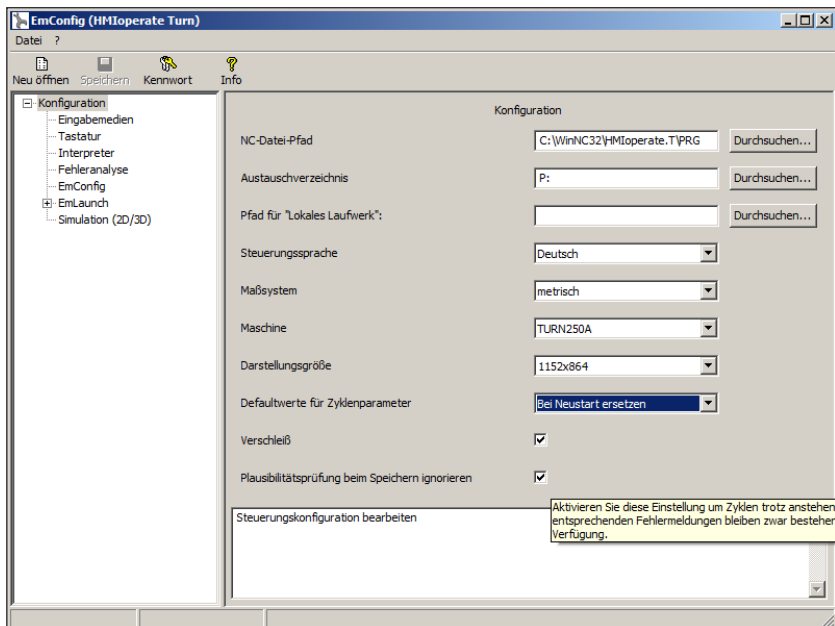 EmConfig (HMIoperate Turn)
Datei ?
Neu öffnen Speichern Kennwort Info
Konfiguration
Eingabemedien
Tastatur
Interpreter
Fehleranalyse
EmConfig
EmLaunch
Simulation (2D/3D)
Konfiguration
NC-Datei-Pfad C:\WinNC32\HMIoperate.T\PRG Durchsuchen...
Austauschverzeichnis P: Durchsuchen...
Pfad für "Lokales Laufwerk": Durchsuchen...
Steuerungssprache Deutsch
Maßsystem metrisch
Maschine TURN250A
Darstellungsgröße 1152x864
Defaultwerte für Zyklenparameter Bei Neustart ersetzen
Verschleiß
Plausibilitätsprüfung beim Speichern ignorieren
Steuerungskonfiguration bearbeiten
Aktivieren Sie diese Einstellung um Zyklen trotz anstehen
entsprechenden Fehlermeldungen bleiben zwar bestehen
Verfügung.